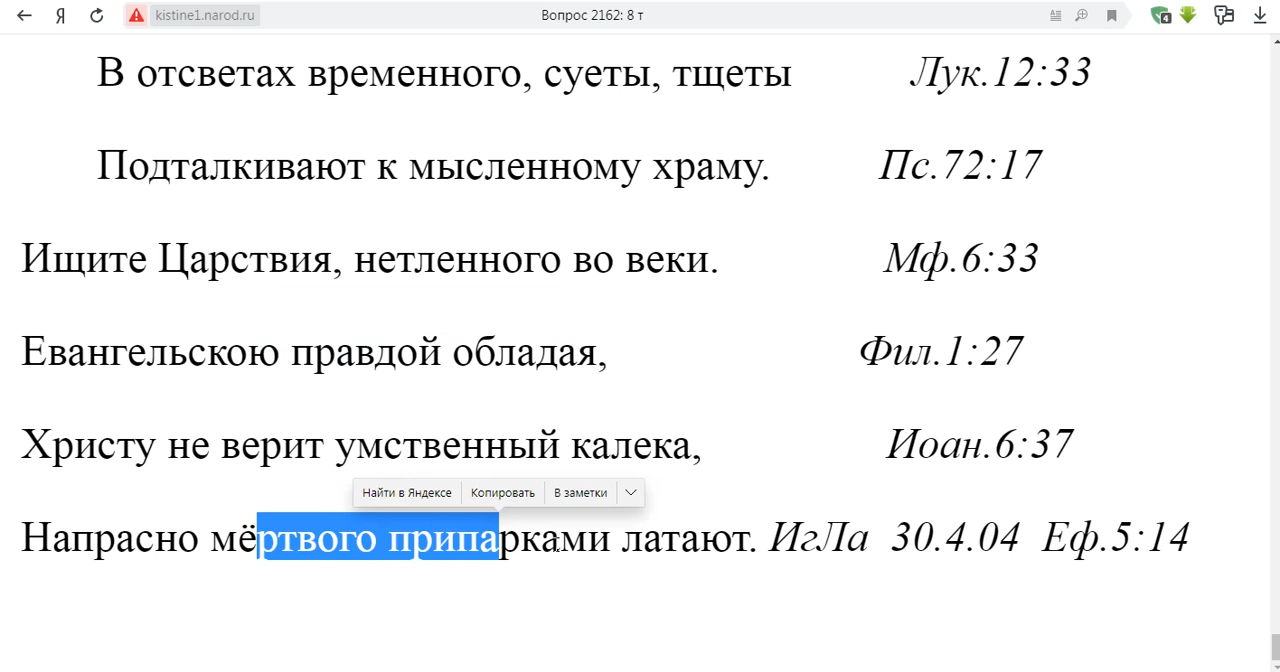 kistine1.narod.ru
Вопрос 2162: 8 т
4
В отсветах временного, суеты, тщеты Лук.12:33
Подталкивают к мысленному храму. Пс.72:17
Ищите Царствия, нетленного во веки. Мф.6:33
Евангельскою правдой обладая, Фил.1:27
Христу не верит умственный калека, Иоан.6:37
Найти в Яндексе Копировать В заметки
Напрасно мёртвого припарками латают. ИгЛа 30.4.04 Еф.5:14